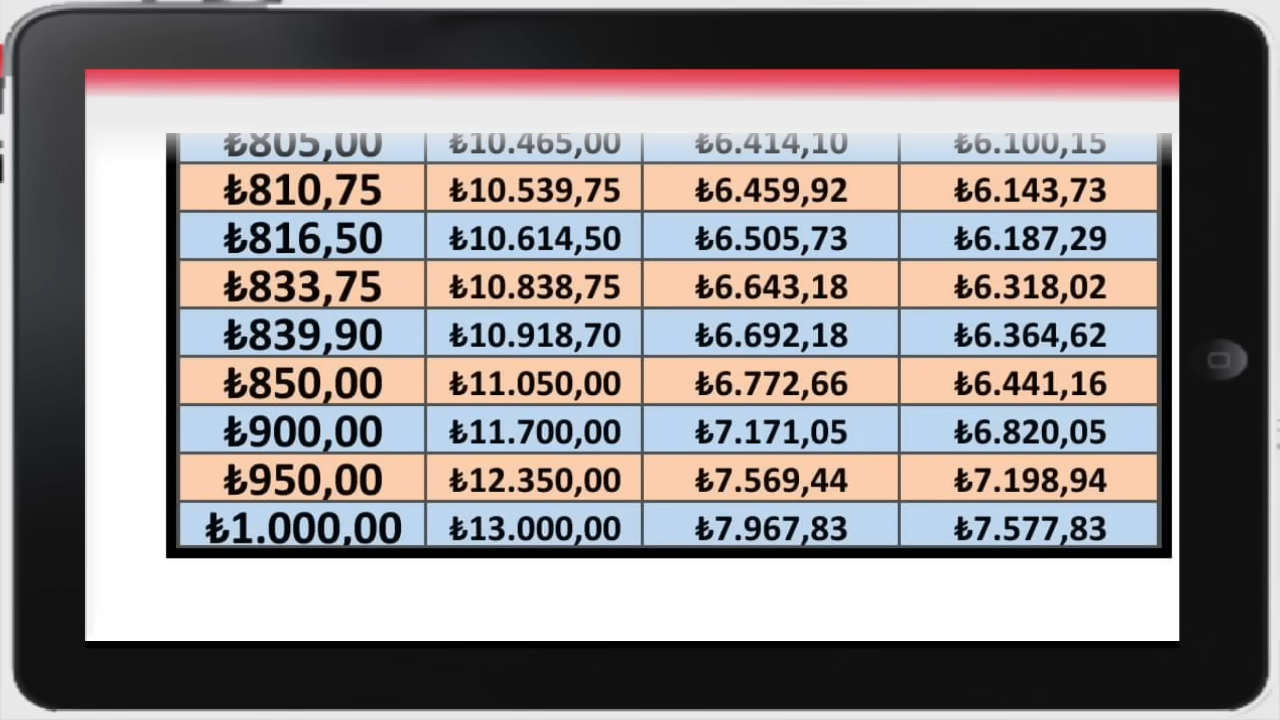 ₺805,00 ₺10.465,00 ₺6.414,10 ₺6.100,15
₺810,75 ₺10.539,75 ₺6.459,92 ₺6.143,73
₺816,50 ₺10.614,50 ₺6.505,73 ₺6.187,29
₺833,75 ₺10.838,75 ₺6.643,18 ₺6.318,02
₺839,90 ₺10.918,70 ₺6.692,18 ₺6.364,62
₺850,00 ₺11.050,00 ₺6.772,66 ₺6.441,16
₺900,00 ₺11.700,00 ₺7.171,05 ₺6.820,05
₺950,00 ₺12.350,00 ₺7.569,44 ₺7.198,94
₺1.000,00 ₺13.000,00 ₺7.967,83 ₺7.577,83